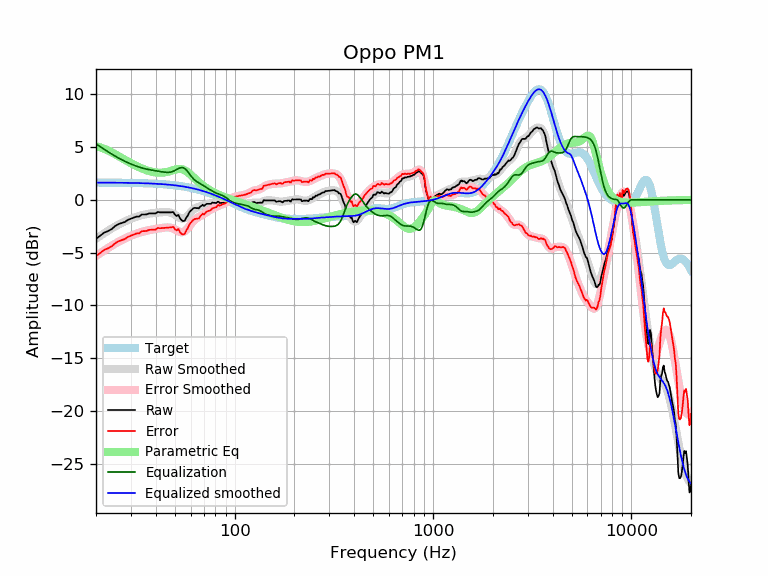 Oppo PM1
10
5
0
−5
−10
−15
−20
−25
Amplitude (dBr)
Target
Raw Smoothed
Error Smoothed
Raw
Error
Parametric Eq
Equalization
Equalized smoothed
100
1000
10000
Frequency (Hz)